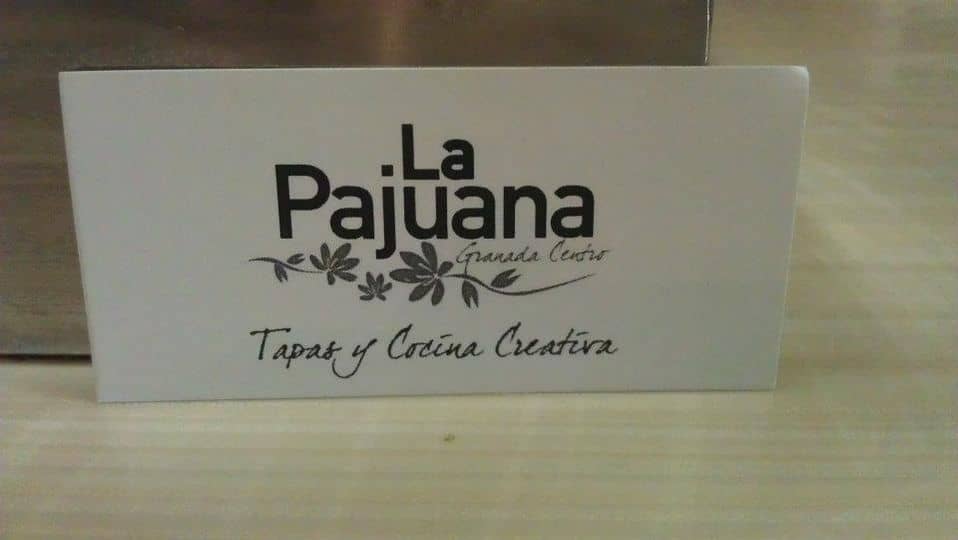 La
Pajuana
Granada Centro
Tapas y Cocina Creativa